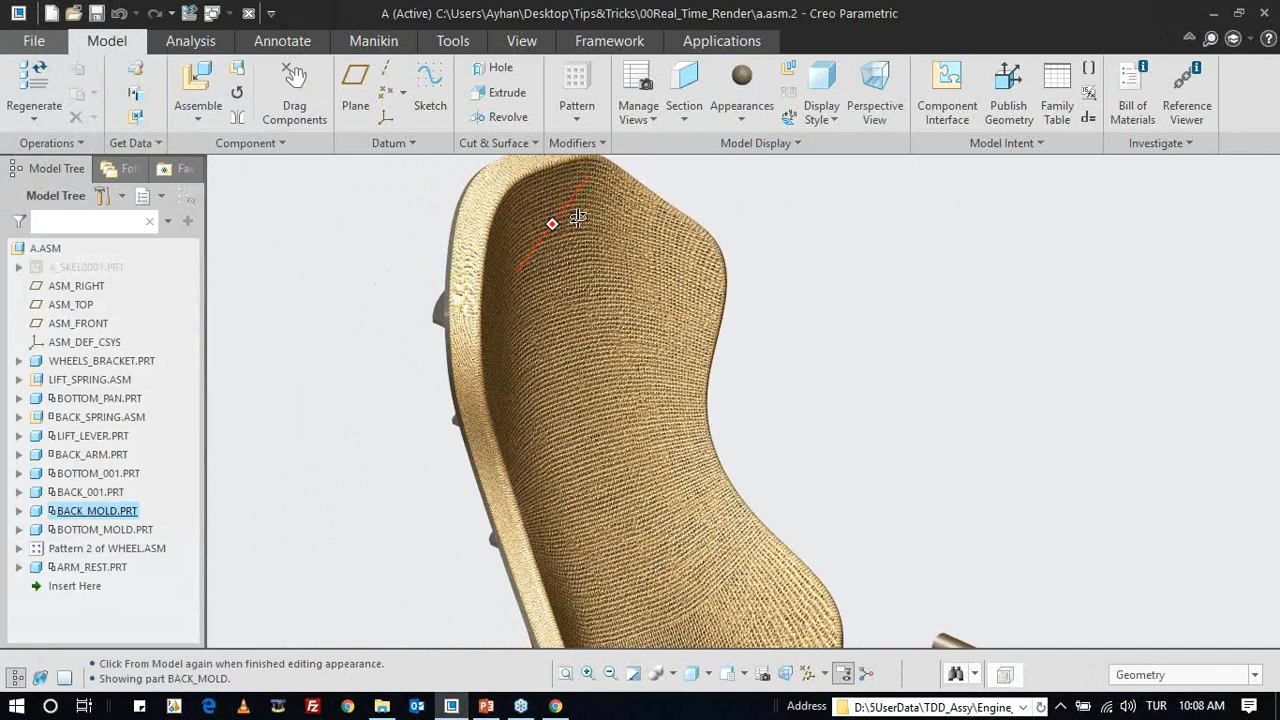 A (Active) C:\Users\Ayhan\Desktop\Tips&Tricks\00Real_Time_Render\a.asm.2 - Creo Parametric
File Model Analysis Annotate Manikin Tools View Framework Applications
Regenerate
Assemble
Drag Components
Plane
Sketch
Hole
Extrude
Revolve
Pattern
Manage Views
Section
Appearances
Display Style
Perspective View
Component Interface
Publish Geometry
Family Table
Bill of Materials
Reference Viewer
Operations Get Data Component Datum Cut & Surface Modifiers Model Display Model Intent Investigate
Model Tree Fol Fav
Model Tree
A.ASM
A_SKEL0001.PRT
ASM_RIGHT
ASM_TOP
ASM_FRONT
ASM_DEF_CSYS
WHEELS_BRACKET.PRT
LIFT_SPRING.ASM
BOTTOM_PAN.PRT
BACK_SPRING.ASM
LIFT_LEVER.PRT
BACK_ARM.PRT
BOTTOM_001.PRT
BACK_001.PRT
BACK_MOLD.PRT
BOTTOM_MOLD.PRT
Pattern 2 of WHEEL.ASM
ARM_REST.PRT
Insert Here
• Click From Model again when finished editing appearance.
• Showing part BACK_MOLD.
Geometry
Address D:\5UserData\TDD_Assy\Engine_ TUR 10:08 AM